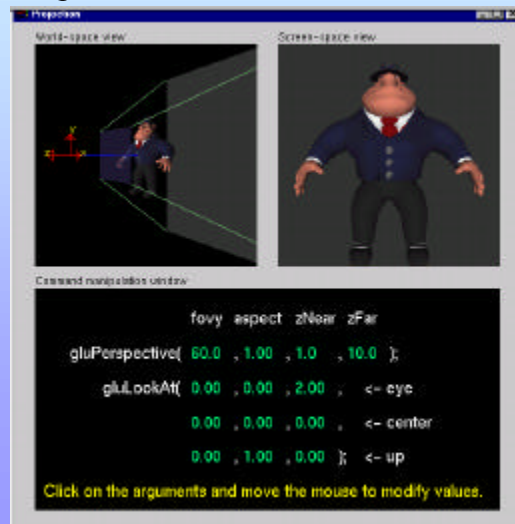 Projection
World-space view
Screen-space view
y
z
x
Command manipulation window
fovy aspect zNear zFar
gluPerspective( 60.0 , 1.00 , 1.0 , 10.0 );
gluLookAt( 0.00 , 0.00 , 2.00 , <- eye
0.00 , 0.00 , 0.00 , <- center
0.00 , 1.00 , 0.00 ); <- up
Click on the arguments and move the mouse to modify values.